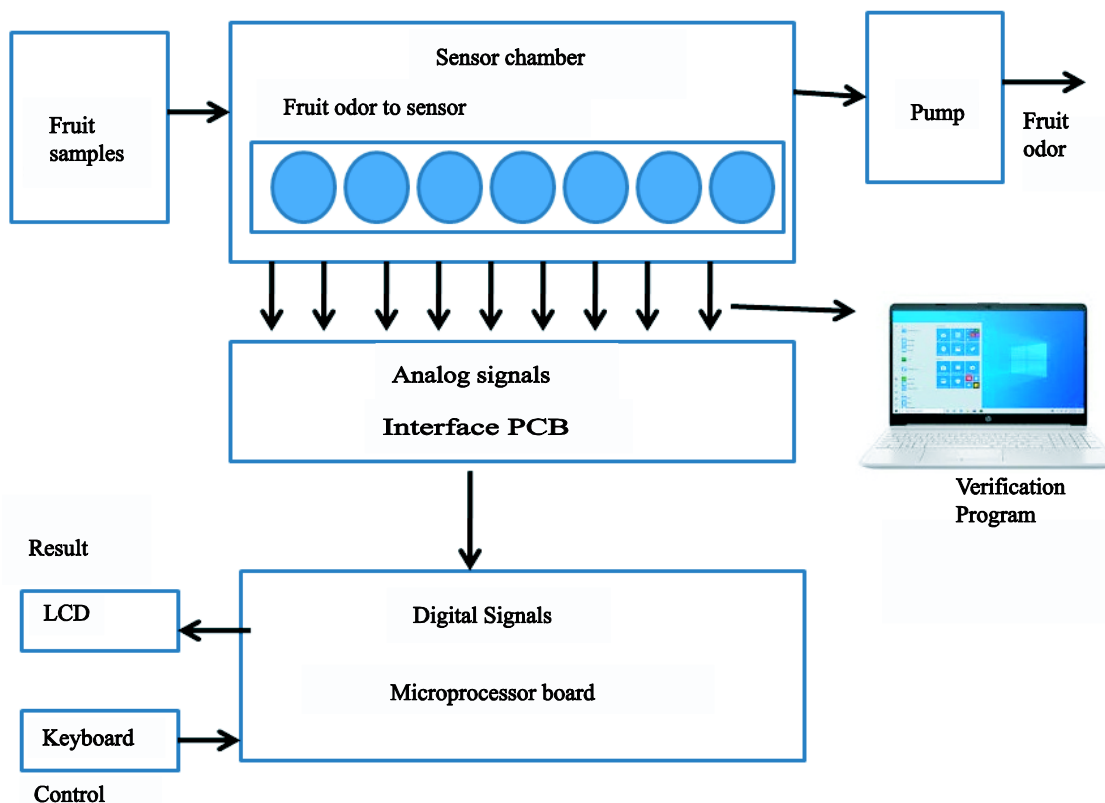 Fruit
samples
Sensor chamber
Fruit odor to sensor
Pump
Fruit
odor
Analog signals
Interface PCB
Verification
Program
Result
LCD
Digital Signals
Microprocessor board
Keyboard
Control